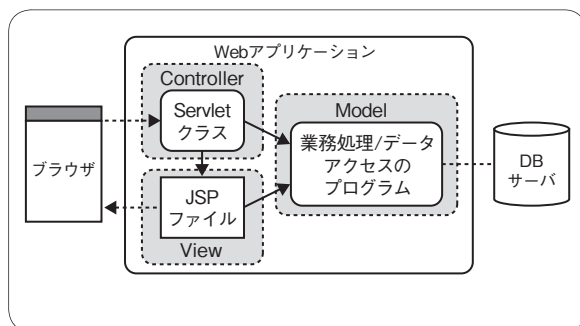 Webアプリケーション
Controller
Servlet
クラス
Model
業務処理/データ
アクセスの
プログラム
ブラウザ
DB
サーバ
JSP
ファイル
View